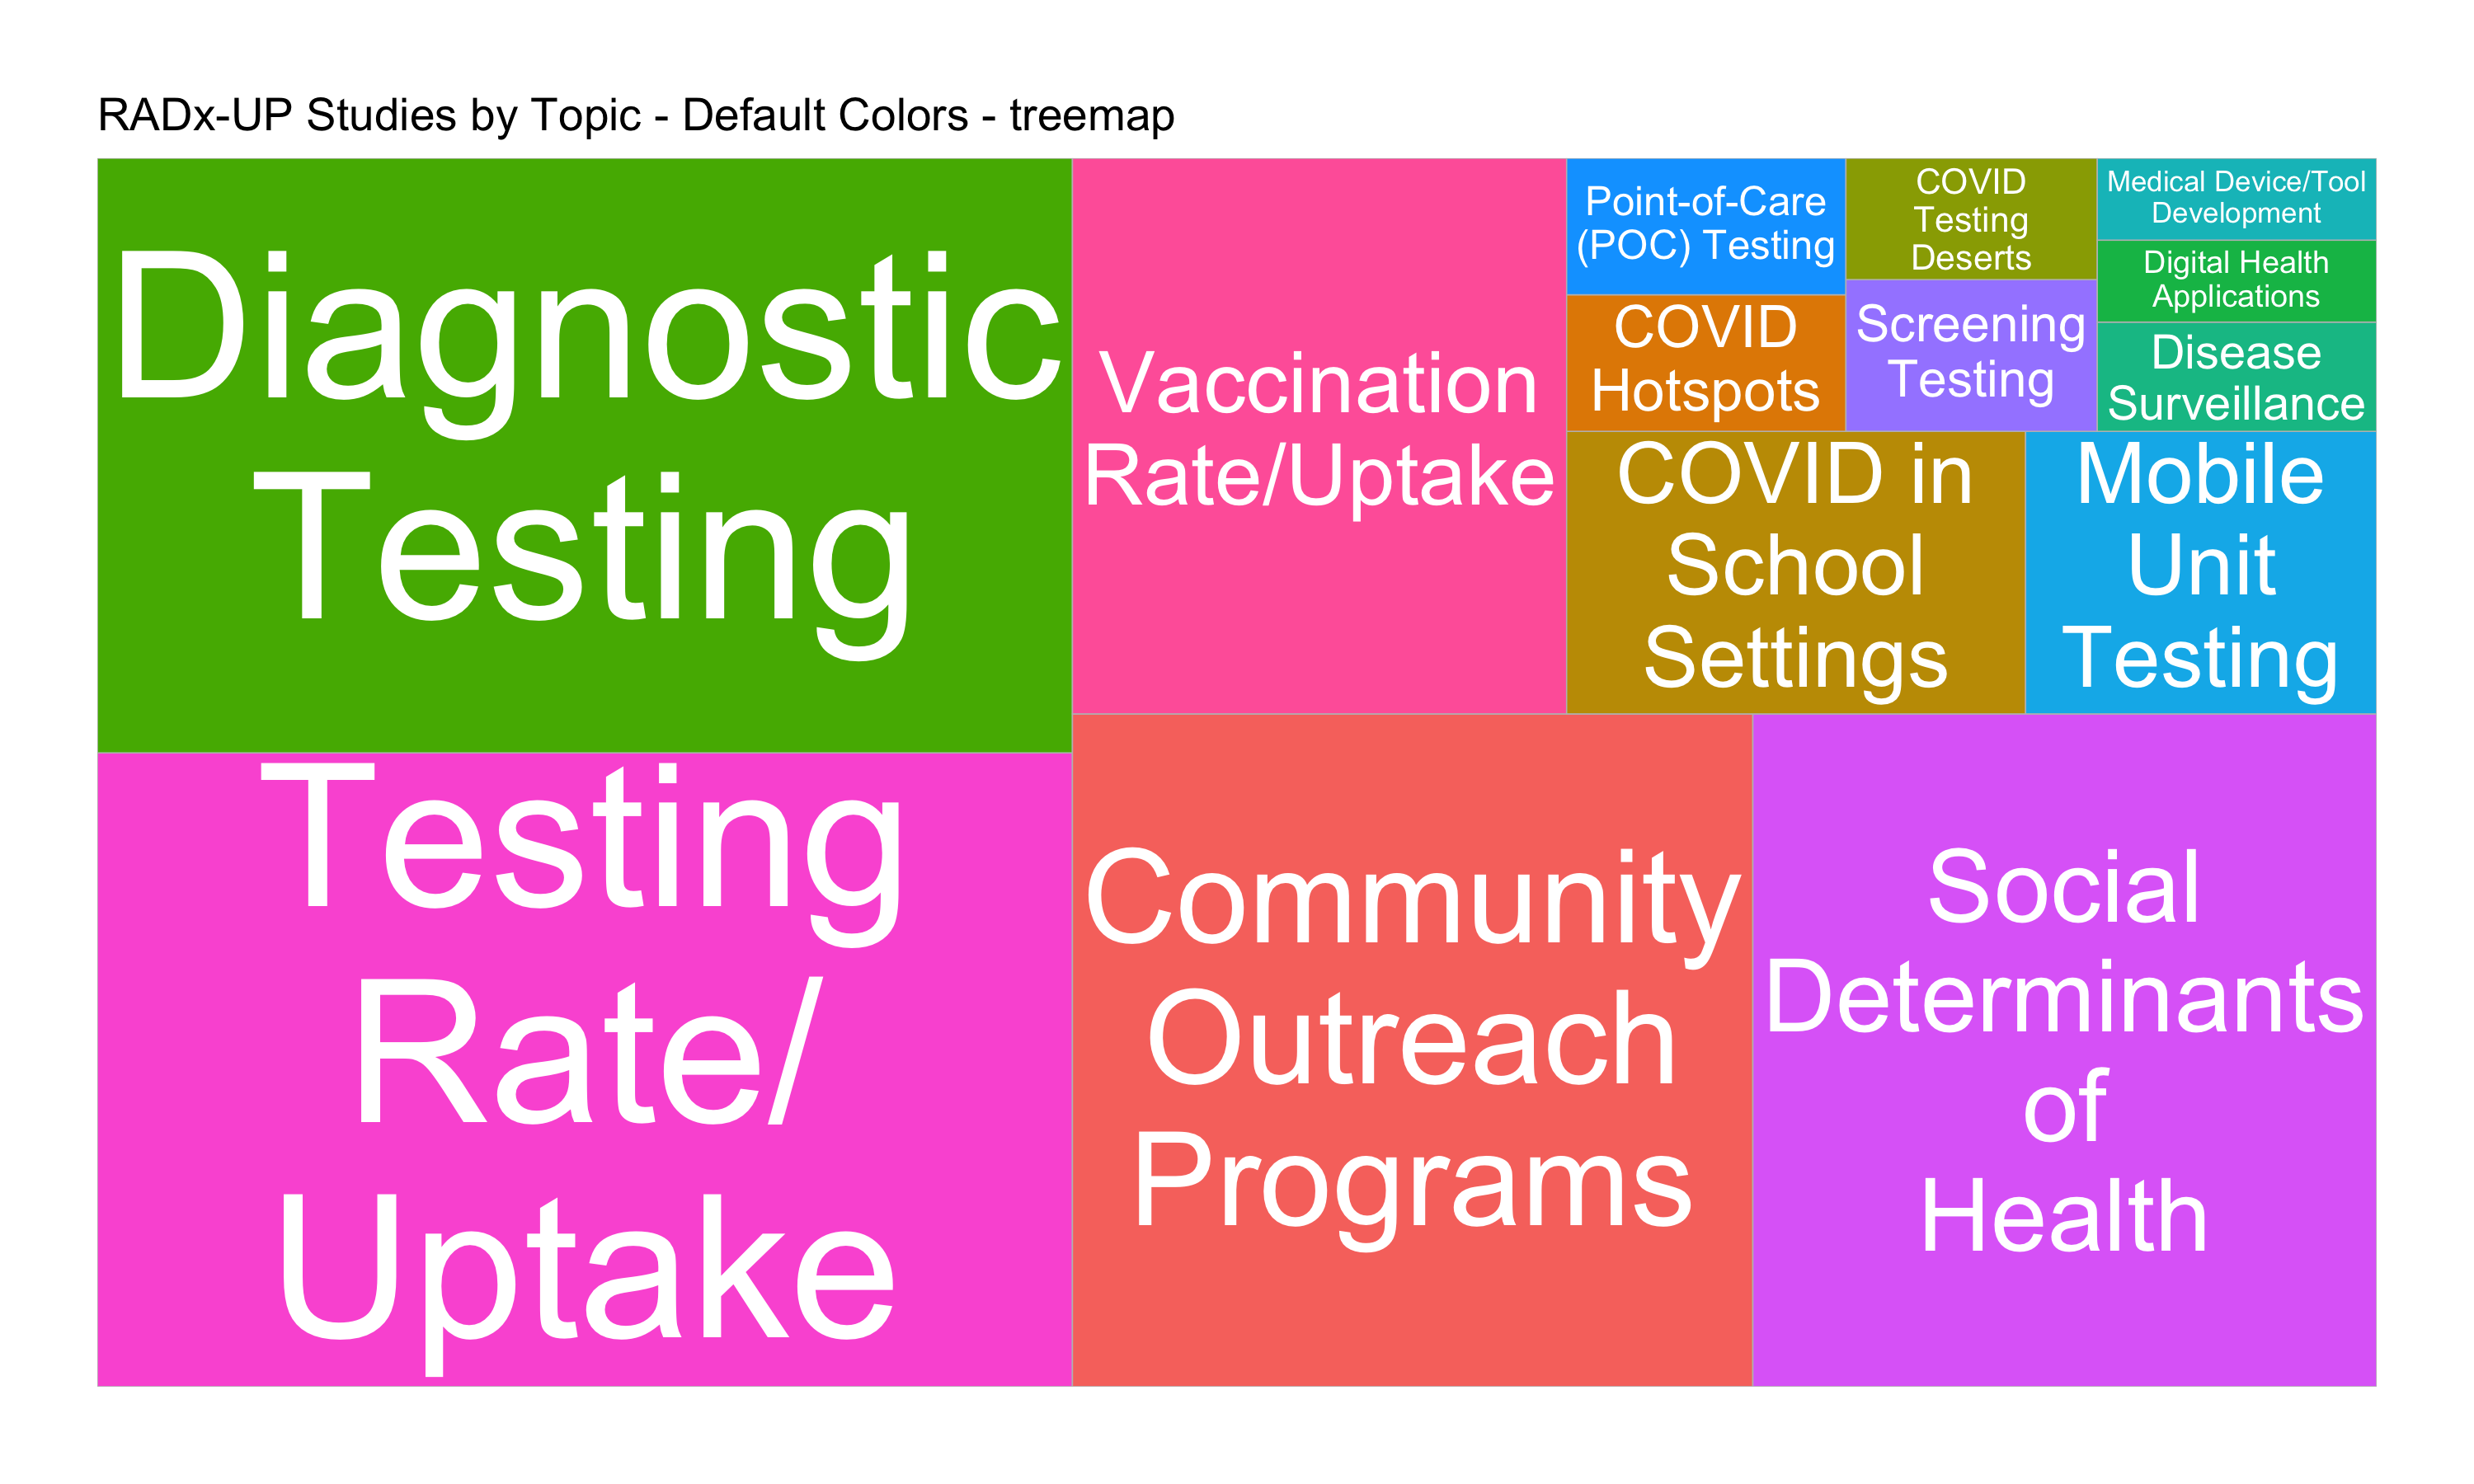 RADx-UP Studies by Topic - Default Colors - treemap
Diagnostic
Testing
Testing
Rate/
Uptake
Vaccination
Rate/Uptake
Community
Outreach
Programs
Social
Determinants
of
Health
Point-of-Care
(POC) Testing
COVID
Hotspots
COVID
Testing
Deserts
Screening
Testing
Medical Device/Tool
Development
Digital Health
Applications
Disease
Surveillance
COVID in
School
Settings
Mobile
Unit
Testing